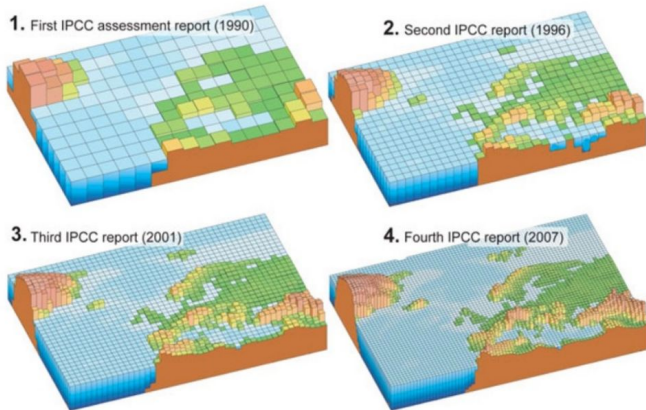 1. First IPCC assessment report (1990)
2. Second IPCC report (1996)
3. Third IPCC report (2001)
4. Fourth IPCC report (2007)